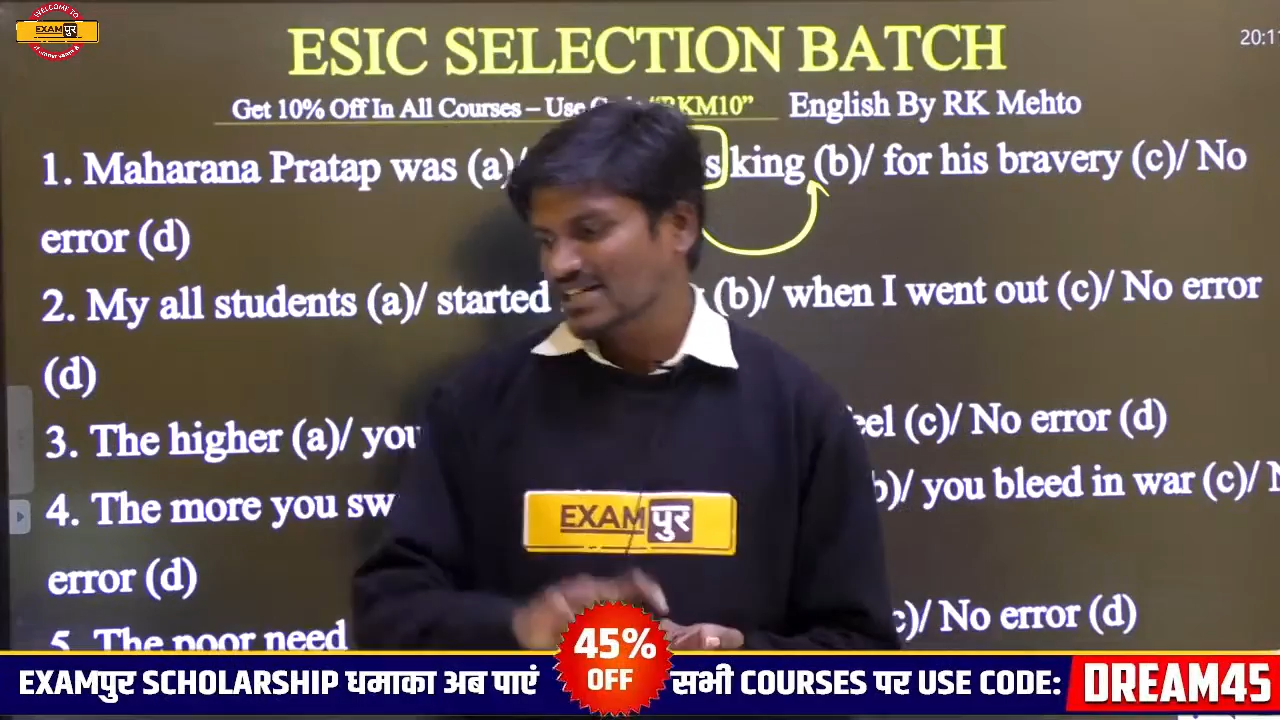 WELCOME TO
EXAMपुर
20:11
ESIC SELECTION BATCH
Get 10% Off In All Courses – Use "RKM10" English By RK Mehto
1. Maharana Pratap was (a)/ king (b)/ for his bravery (c)/ No
error (d)
2. My all students (a)/ started (b)/ when I went out (c)/ No error
(d)
3. The higher (a)/ you (c)/ No error (d)
4. The more you you bleed in war (c)/
error (d)
5. The poor need c)/ No error (d)
EXAMपुर
45%
OFF
EXAMपुर SCHOLARSHIP धमाका अब पाएं सभी COURSES पर USE CODE: DREAM45